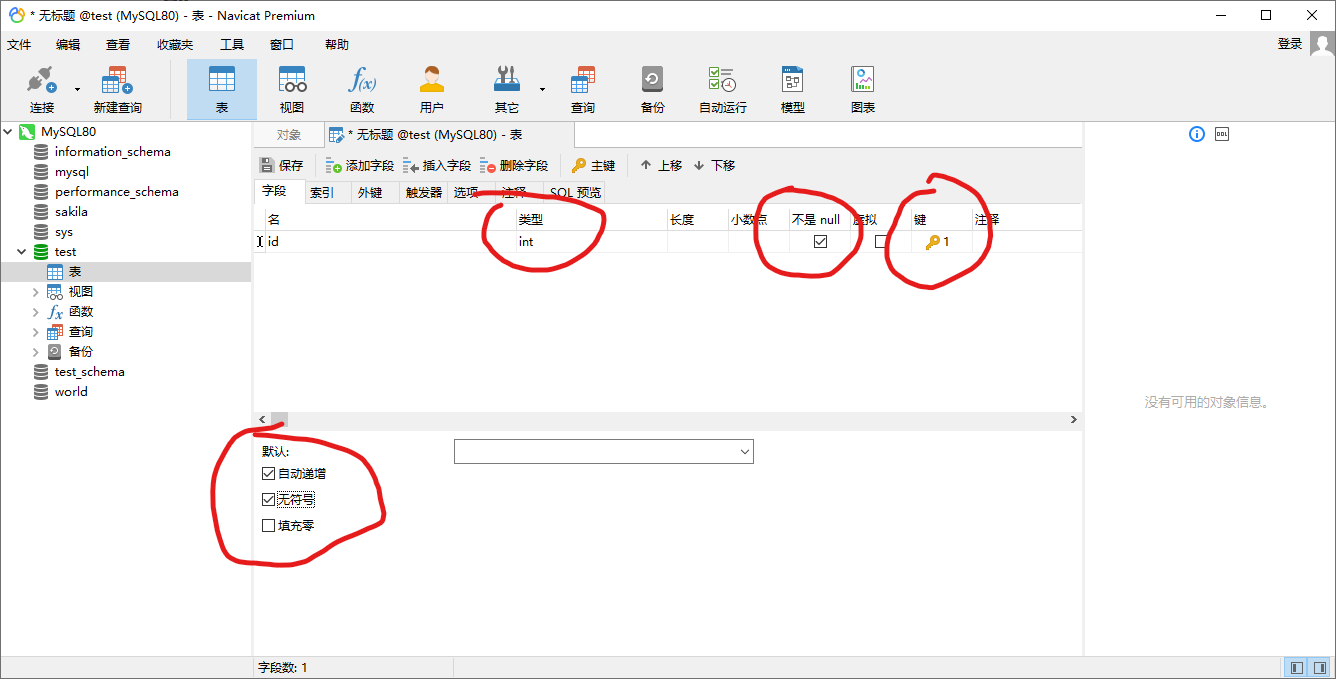 * 无标题 @test (MySQL80) - 表 - Navicat Premium
文件 编辑 查看 收藏夹 工具 窗口 帮助 登录
连接 新建查询 表 视图 函数 用户 其它 查询 备份 自动运行 模型 图表
MySQL80
information_schema
mysql
performance_schema
sakila
sys
test
表
视图
函数
查询
备份
test_schema
world
对象 * 无标题 @test (MySQL80) - 表
保存 添加字段 插入字段 删除字段 主键 上移 下移
字段 索引 外键 触发器 选项 注释 SQL 预览
名 类型 长度 小数点 不是 null 虚拟 键 注释
id int 1
默认:
自动递增
无符号
填充零
DDL
没有可用的对象信息。
字段数: 1